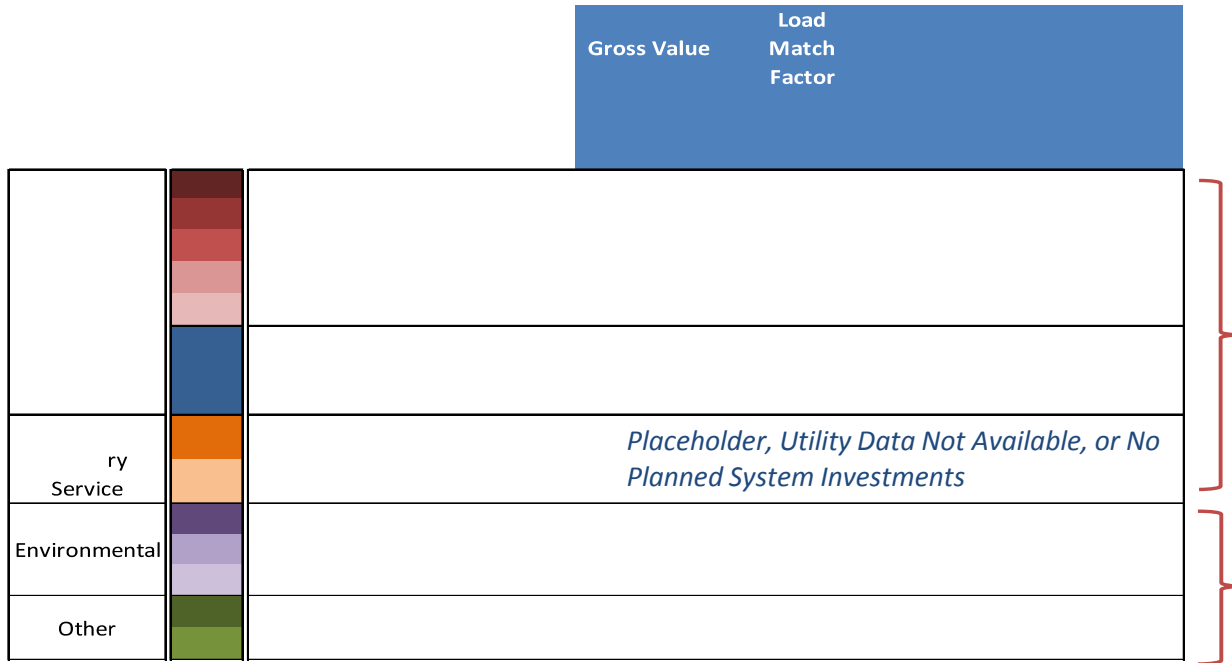 Load
Gross Value Match
Factor
Placeholder, Utility Data Not Available, or No
ry
Planned System Investments
Service
Environmental
Other